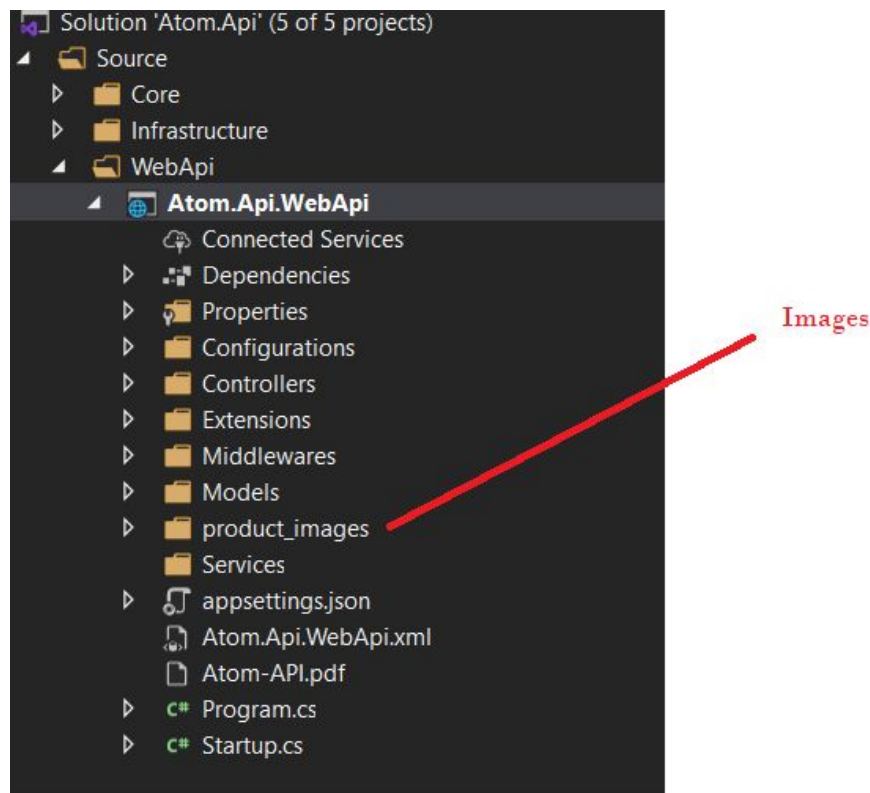 Solution 'Atom.Api' (5 of 5 projects)
Source
Core
Infrastructure
WebApi
Atom.Api.WebApi
Connected Services
Dependencies
Properties
Images
Configurations
Controllers
Extensions
Middlewares
Models
product_images
Services
appsettings.json
Atom.Api.WebApi.xml
Atom-API.pdf
C# Program.cs
C# Startup.cs